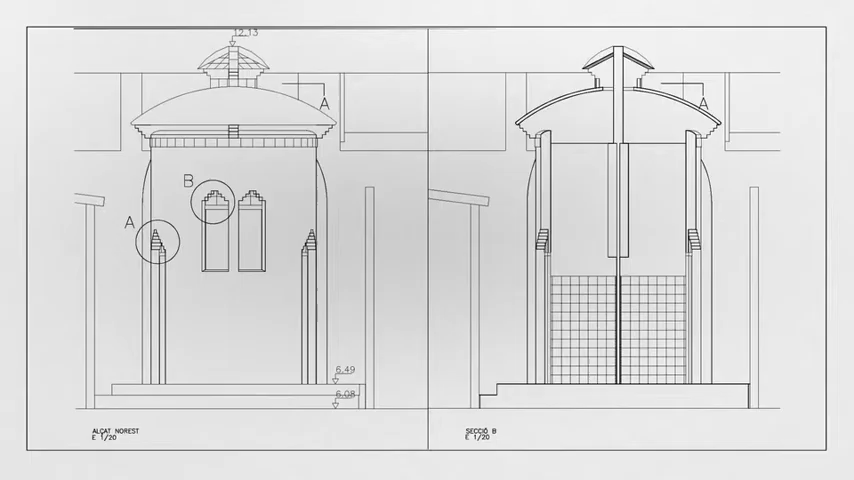 12.13
A
A
B
A
6.49
6.08
ALÇAT NOREST
E 1/20
SECCIÓ B
E 1/20